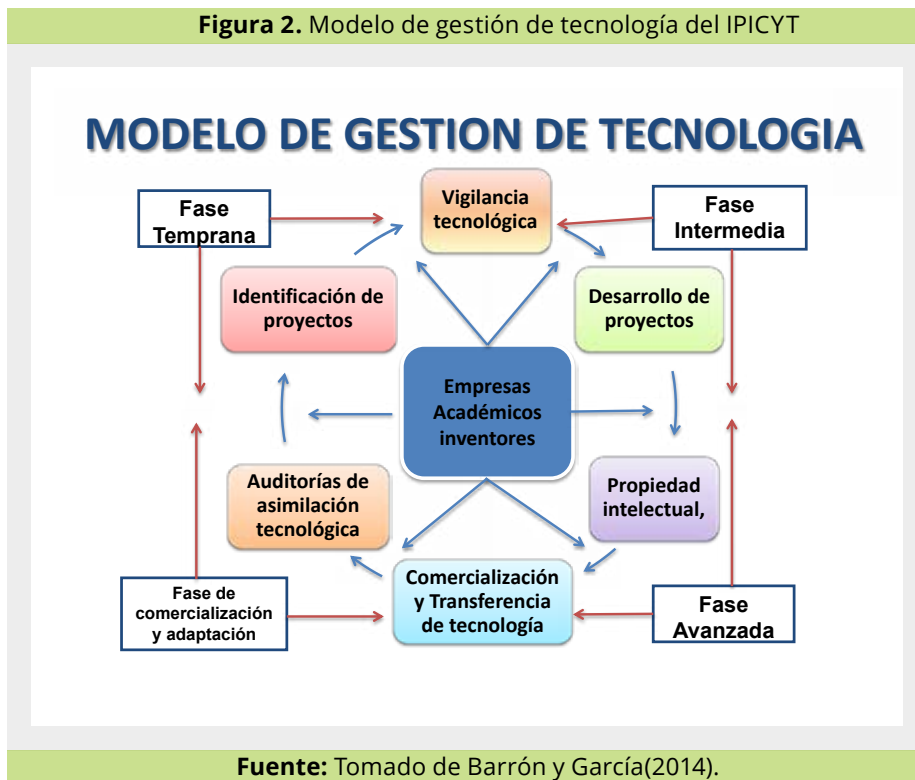 Figura 2. Modelo de gestión de tecnología del IPICYT
MODELO DE GESTION DE TECNOLOGIA
Fase
Temprana
Vigilancia
tecnológica
Fase
Intermedia
Identificación de
proyectos
Desarrollo de
proyectos
Empresas
Académicos
inventores
Auditorías de
asimilación
tecnológica
Propiedad
intelectual,
Fase de
comercialización
y adaptación
Comercialización
y Transferencia
de tecnología
Fase
Avanzada
Fuente: Tomado de Barrón y García(2014).